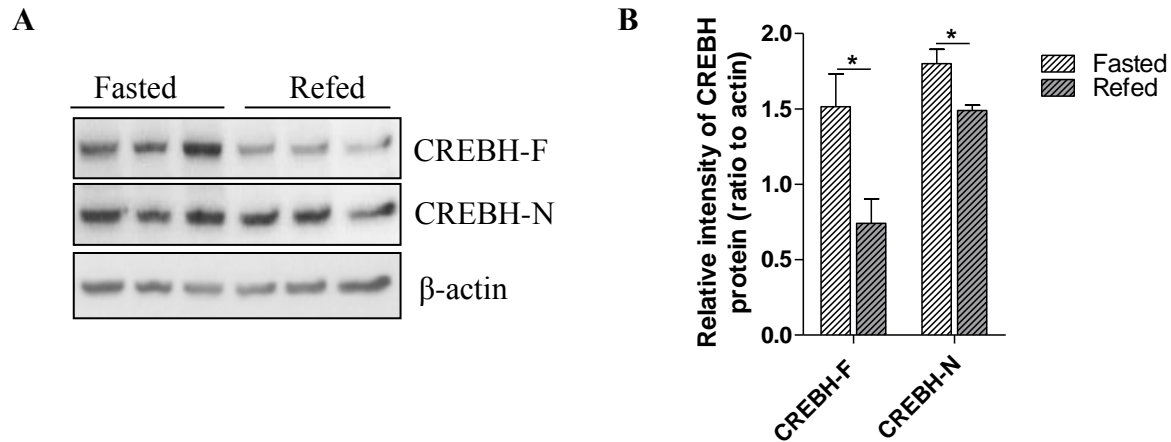 A
Fasted Refed
CREBH-F
CREBH-N
β-actin
B
Relative intensity of CREBH
protein (ratio to actin)
2.0
1.5
1.0
0.5
0.0
*
*
CREBH-F
CREBH-N
Fasted
Refed